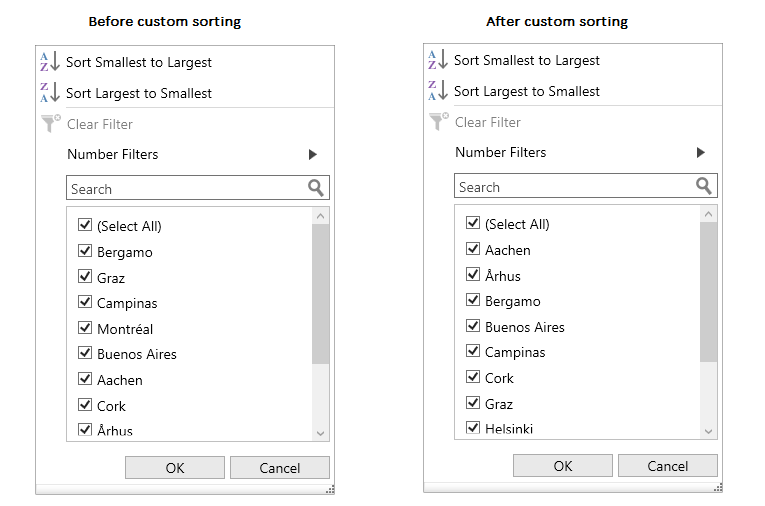 Before custom sorting
A Z Sort Smallest to Largest
Z A Sort Largest to Smallest
Clear Filter
Number Filters
Search
(Select All)
Bergamo
Graz
Campinas
Montréal
Buenos Aires
Aachen
Cork
Århus
OK Cancel
After custom sorting
A Z Sort Smallest to Largest
Z A Sort Largest to Smallest
Clear Filter
Number Filters
Search
(Select All)
Aachen
Århus
Bergamo
Buenos Aires
Campinas
Cork
Graz
Helsinki
OK Cancel